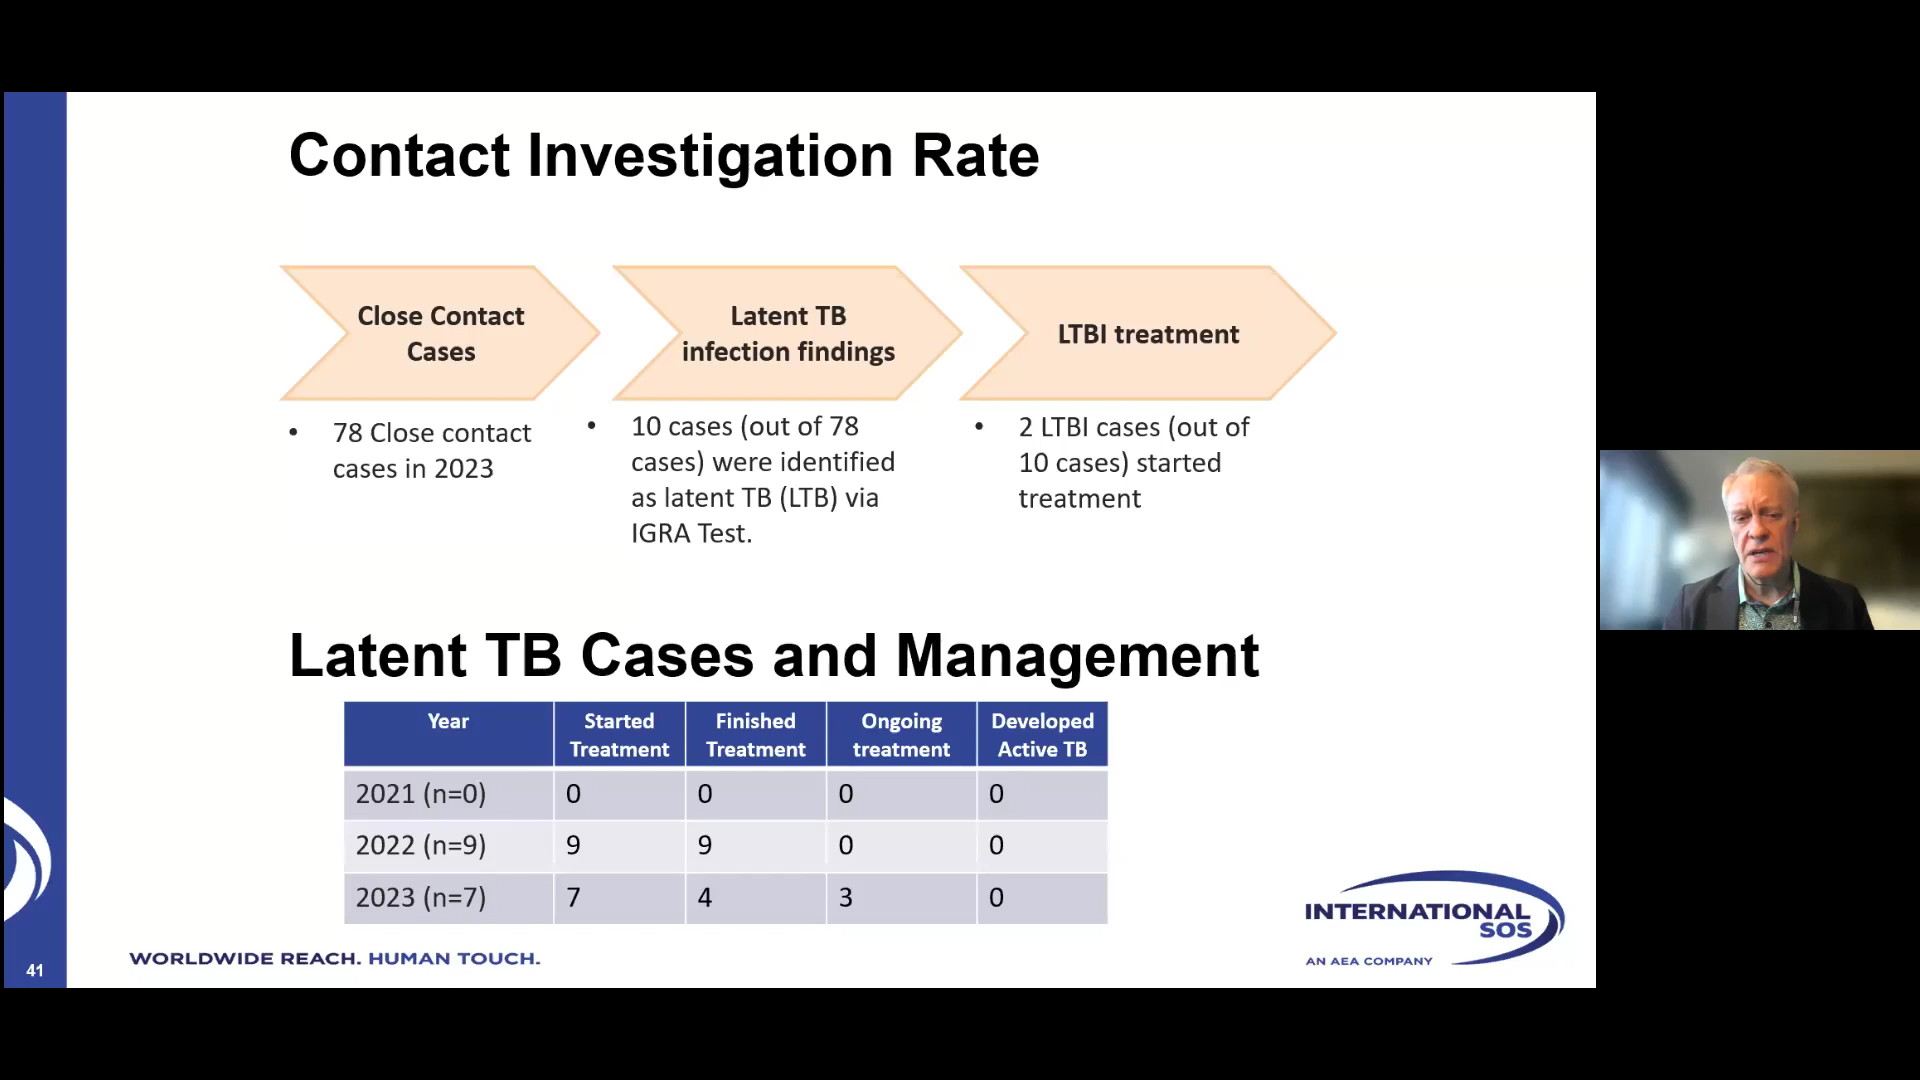 Contact Investigation Rate
Close Contact
Cases
Latent TB
infection findings
LTBI treatment
• 78 Close contact
cases in 2023
• 10 cases (out of 78
cases) were identified
as latent TB (LTB) via
IGRA Test.
• 2 LTBI cases (out of
10 cases) started
treatment
Latent TB Cases and Management
Year Started Treatment Finished Treatment Ongoing treatment Developed Active TB
2021 (n=0) 0 0 0 0
2022 (n=9) 9 9 0 0
2023 (n=7) 7 4 3 0
INTERNATIONAL
SOS
AN AEA COMPANY
WORLDWIDE REACH. HUMAN TOUCH.
41